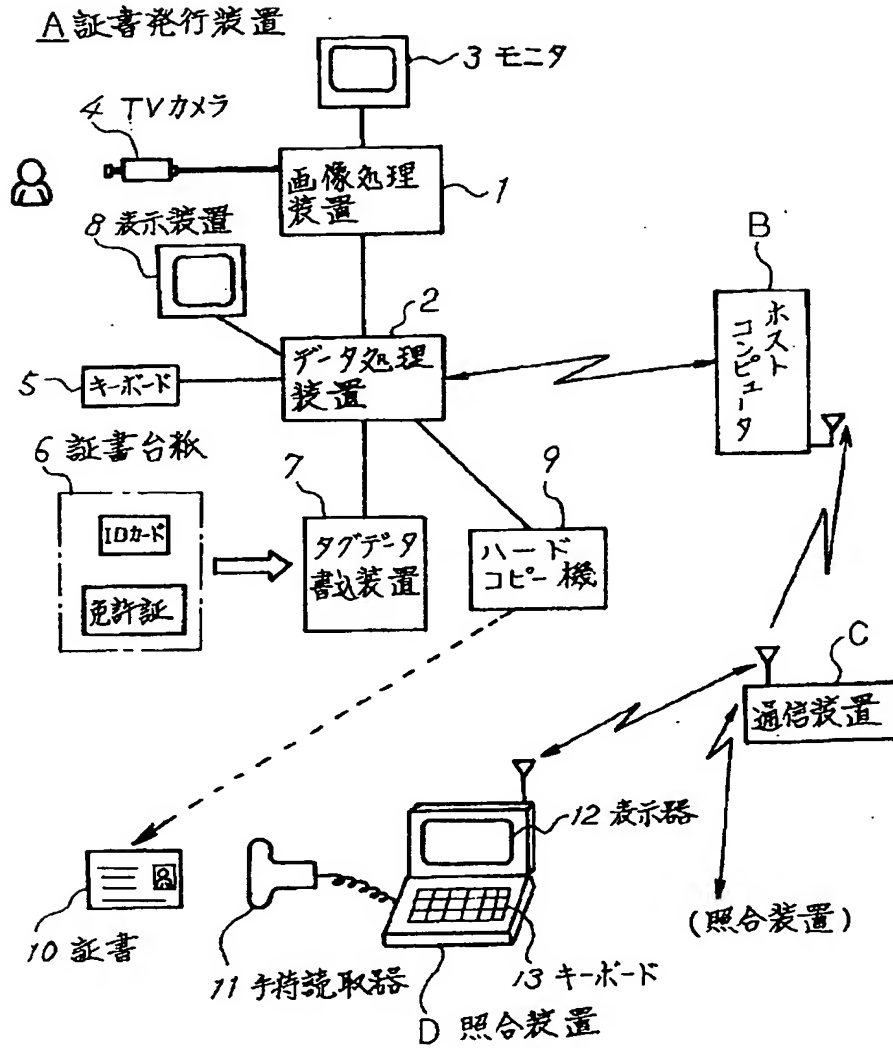 A 証書発行装置
3 モニタ
4 TVカメラ
画像処理
装置
1
8 表示装置
B
ホスト
コンピュータ
2
データ処理
装置
5
キーボード
6 証書台紙
IDカード
免許証
7
タグデータ
書込装置
9
ハード
コピー機
C
通信装置
12 表示器
(照合装置)
10 証書
11 手持読取器
13 キーボード
D 照合装置